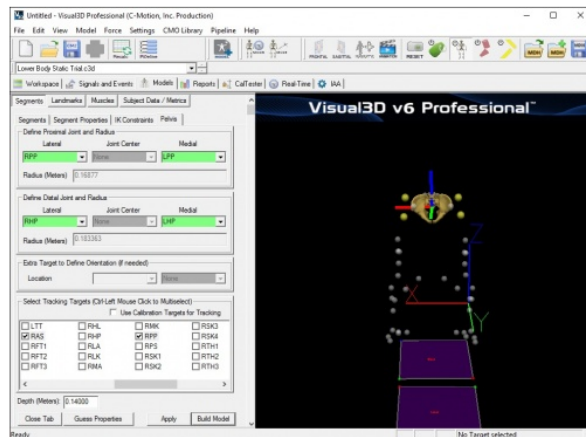 Untitled - Visual3D Professional (C-Motion, Inc. Production)
File Edit View Model Force Settings CMO Library Pipeline Help
Lower Body Static Trial.c3d
Workspace Signals and Events Models Reports CalTester Real-Time IAA
Segments Landmarks Muscles Subject Data / Metrics
Segments Segment Properties IK Constraints Pelvis
Define Proximal Joint and Radius
Lateral Joint Center Medial
RPP None LPP
Radius (Meters) 0.16877
Define Distal Joint and Radius
Lateral Joint Center Medial
RHP None LHP
Radius (Meters) 0.183363
Extra Target to Define Orientation (if needed)
Location None
Select Tracking Targets (Ctrl-Left Mouse Click to Multiselect)
Use Calibration Targets for Tracking
LTT RHL RMK RSK3
RAS RHP RPP RSK4
RFT1 RLA RPS RTH1
RFT2 RLK RSK1 RTH2
RFT3 RMA RSK2 RTH3
Depth (Meters): 0.14000
Close Tab Guess Properties Apply Build Model
Ready
Visual3D v6 Professional™
Z
X
Y
No Target selected